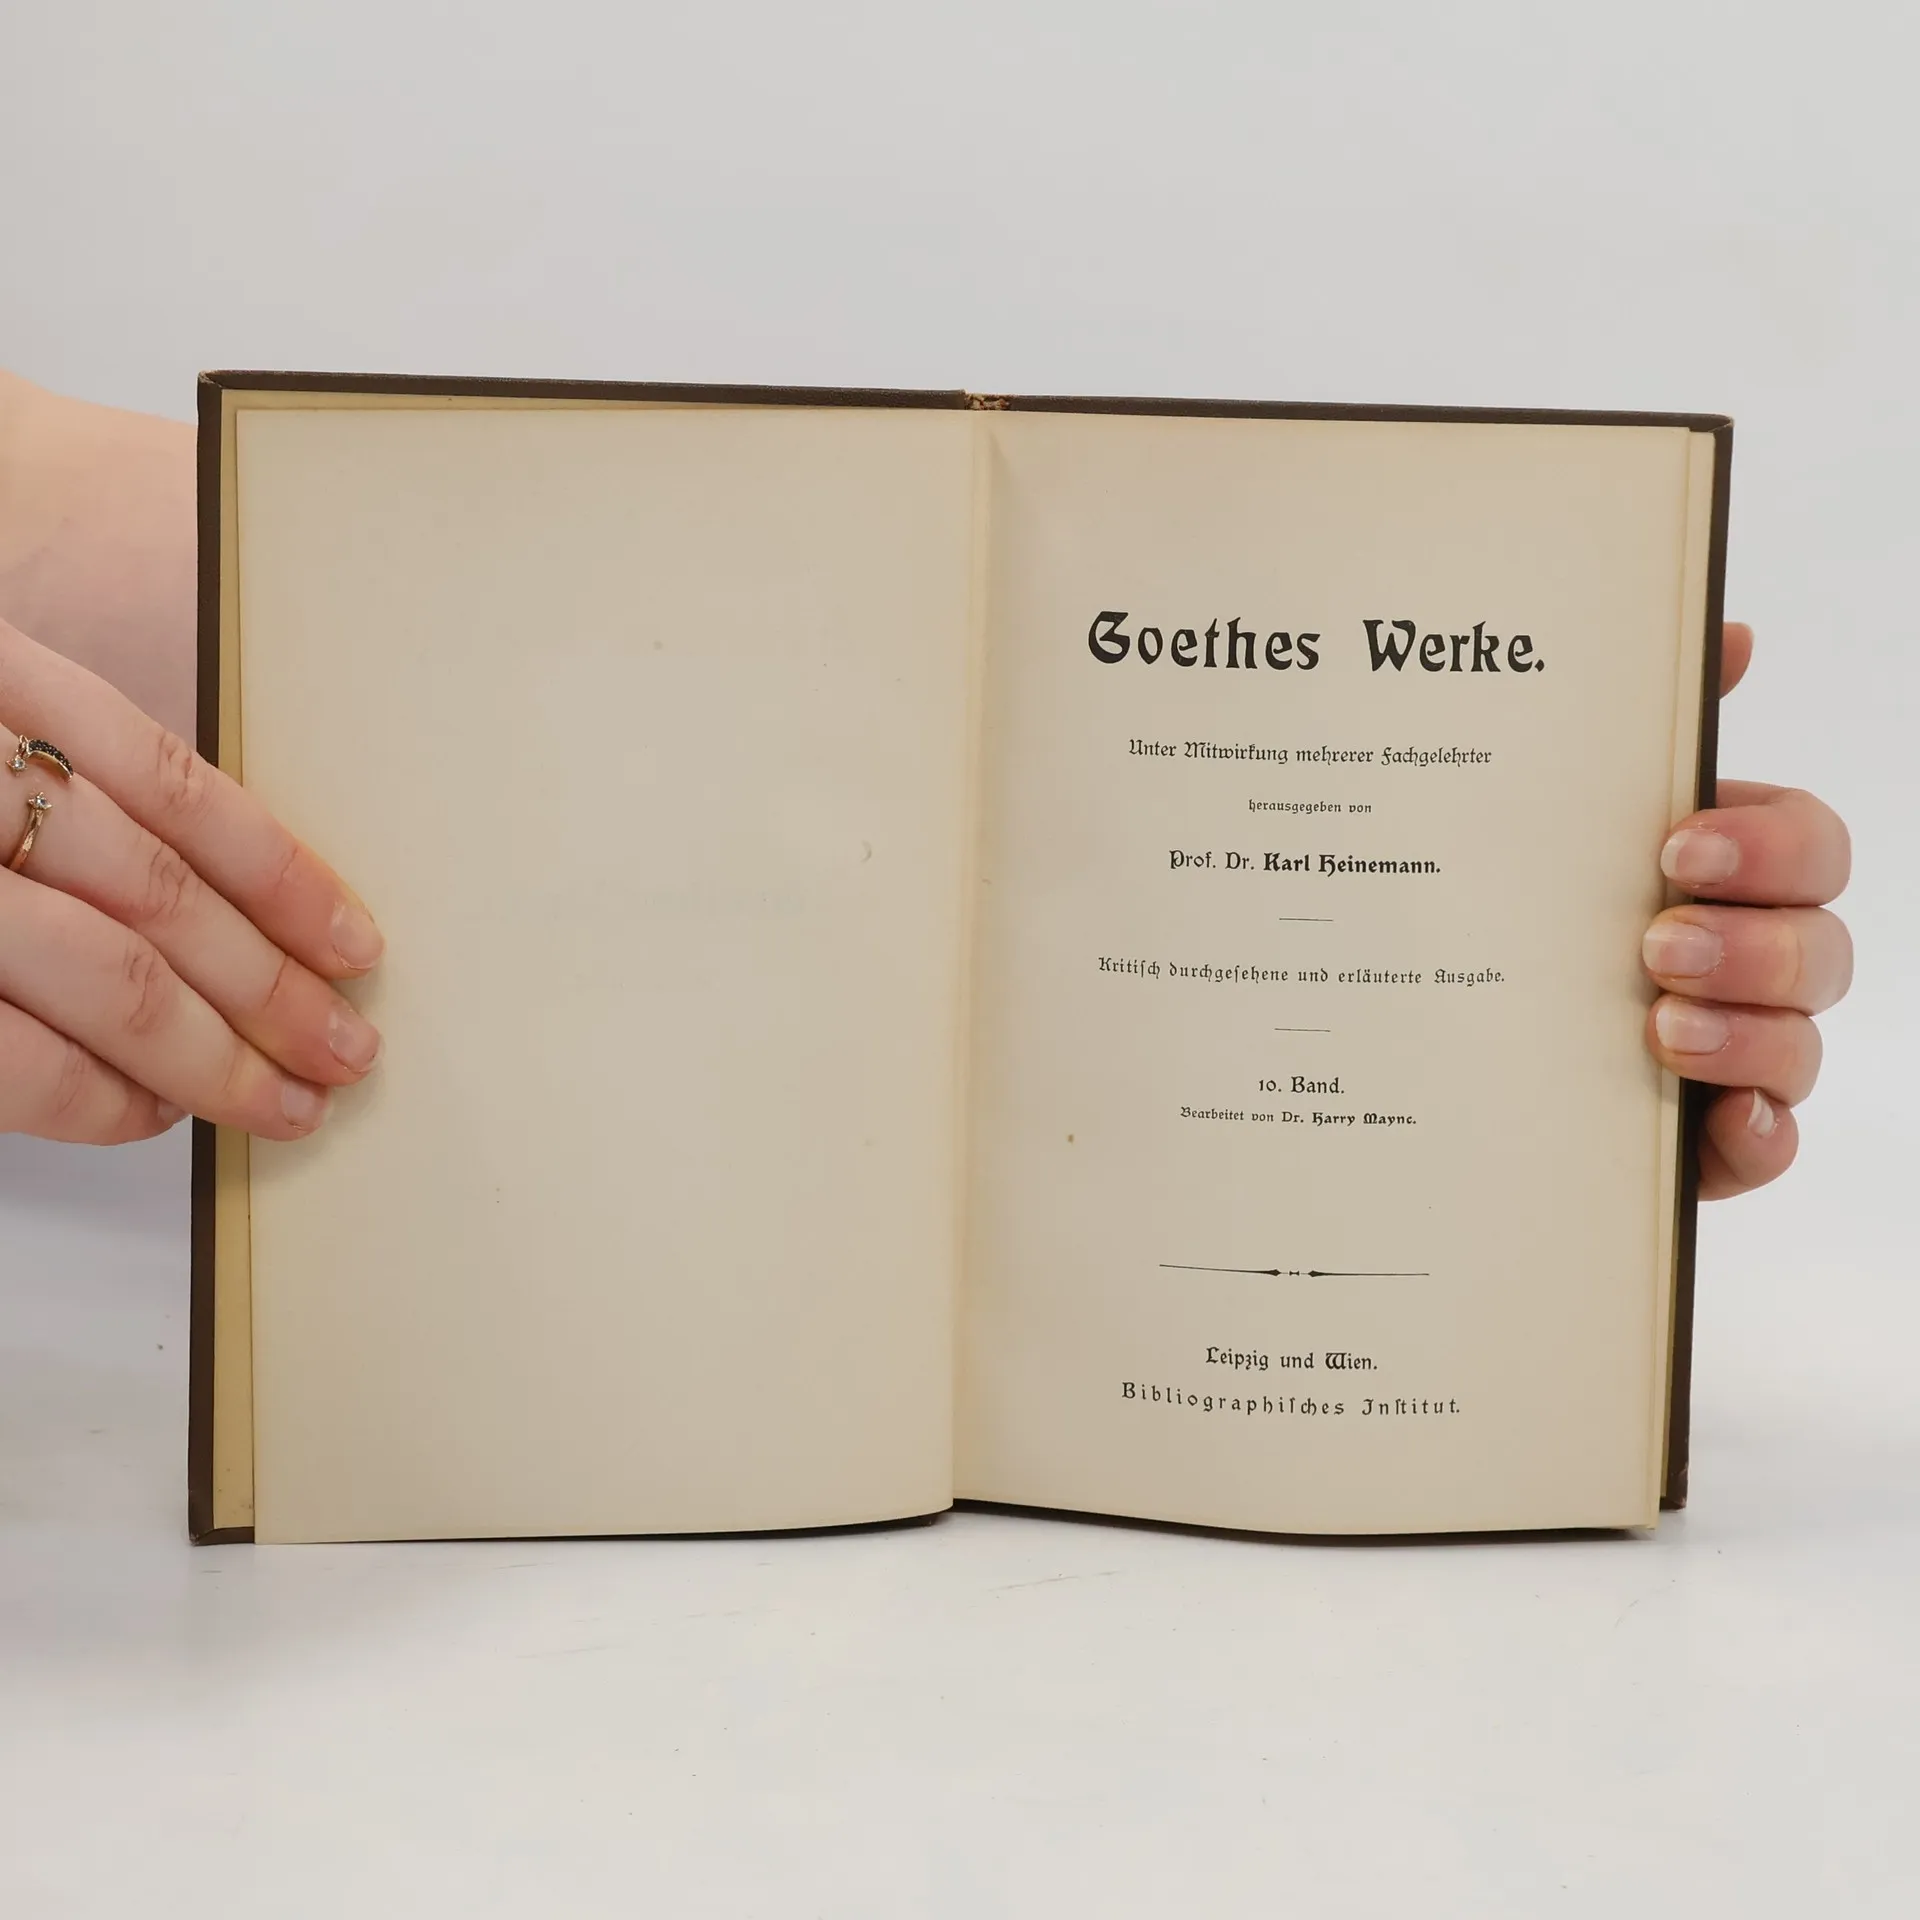 Goethes Werke.
Unter Mitwirkung mehrerer Fachgelehrter
herausgegeben von
Prof. Dr. Karl Heinemann.
Kritiſch durchgeſehene und erläuterte Ausgabe.
10. Band.
Bearbeitet von Dr. Harry Maync.
Leipzig und Wien.
Bibliographiſches Inſtitut.